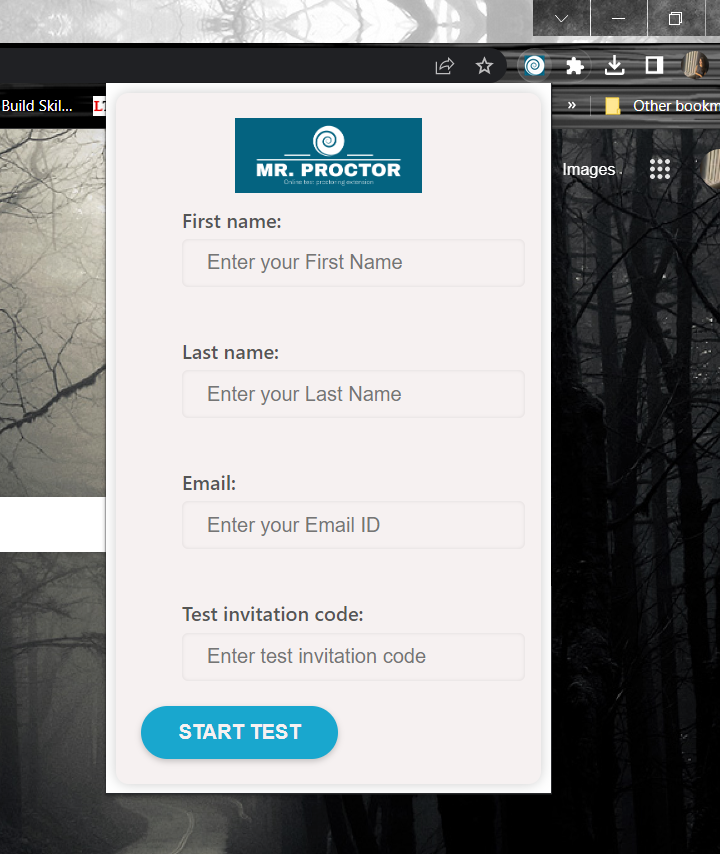 Build Skil...
»
Other bookm
Images
MR. PROCTOR
Online test proctoring extension
First name:
Enter your First Name
Last name:
Enter your Last Name
Email:
Enter your Email ID
Test invitation code:
Enter test invitation code
START TEST